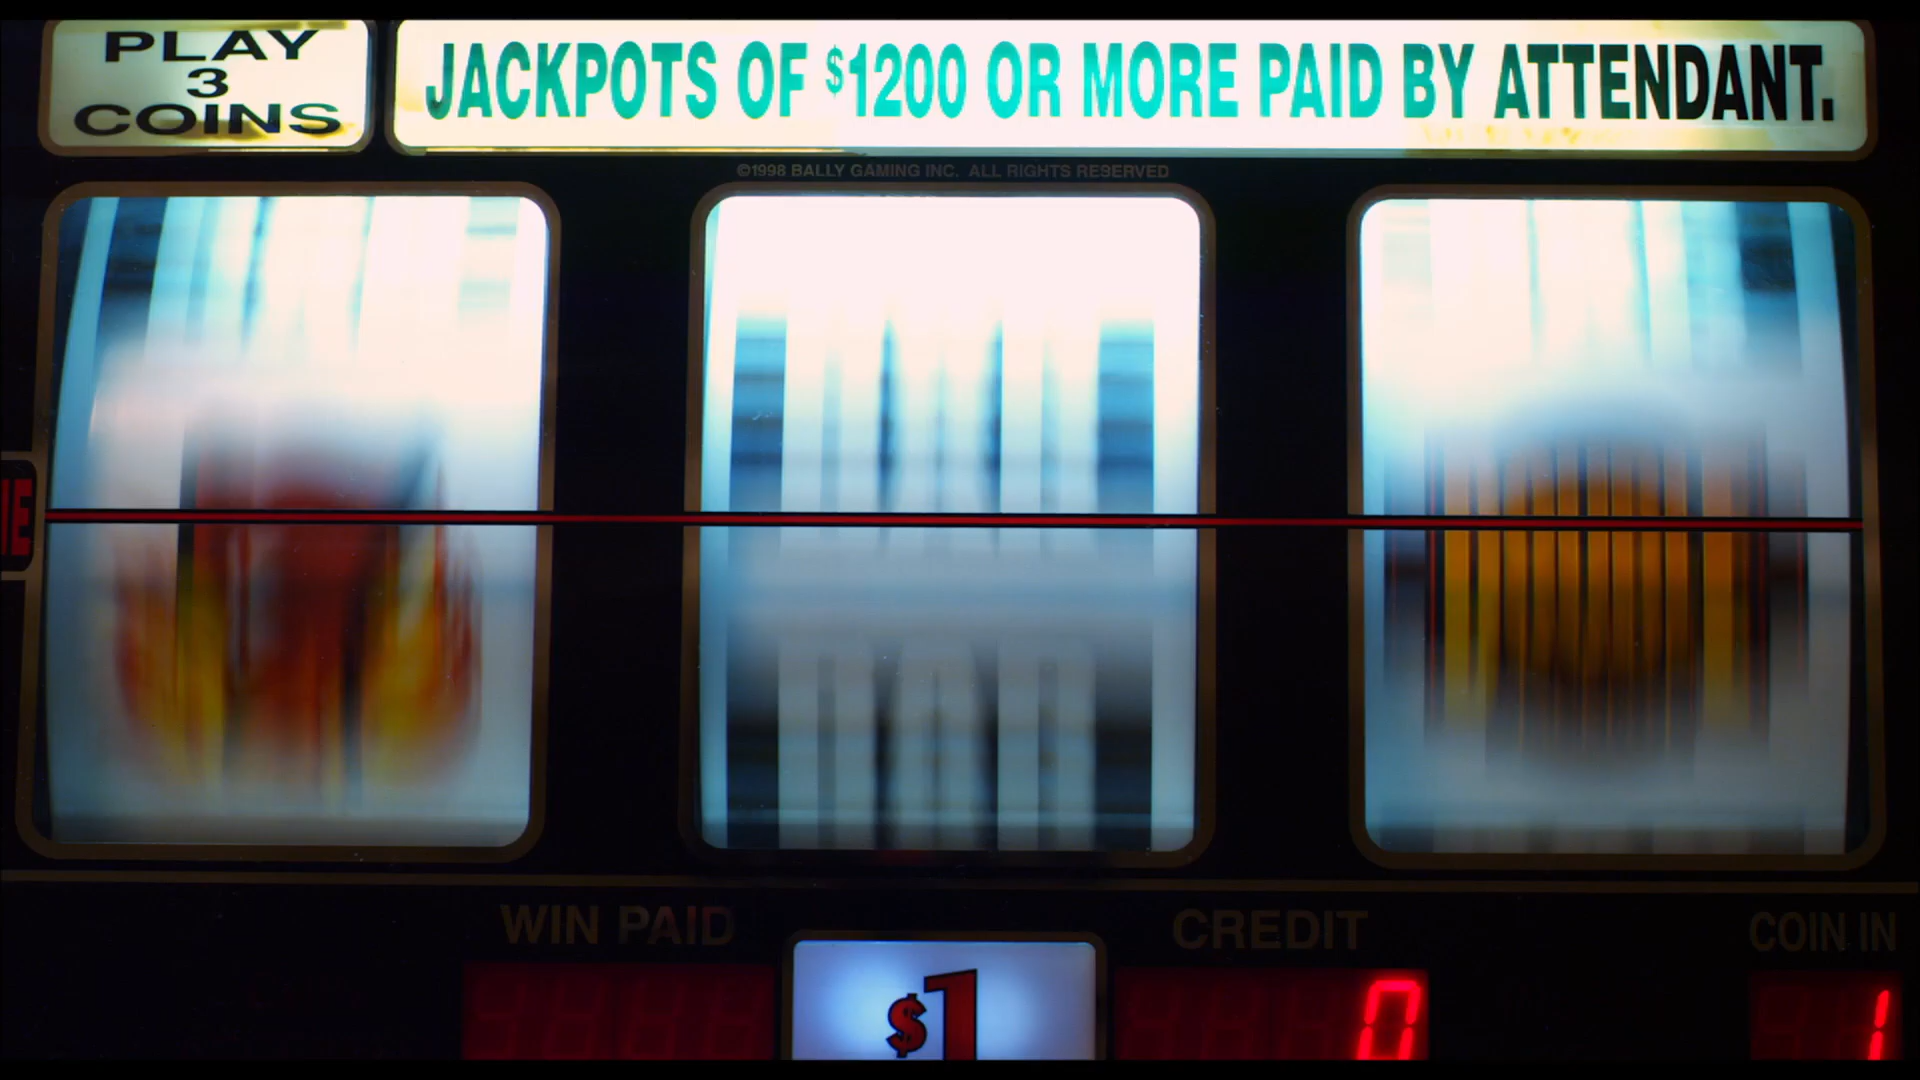 PLAY
3
COINS
JACKPOTS OF $1200 OR MORE PAID BY ATTENDANT.
©1998 BALLY GAMING INC. ALL RIGHTS RESERVED
WIN PAID
CREDIT
COIN IN
$1
0
1